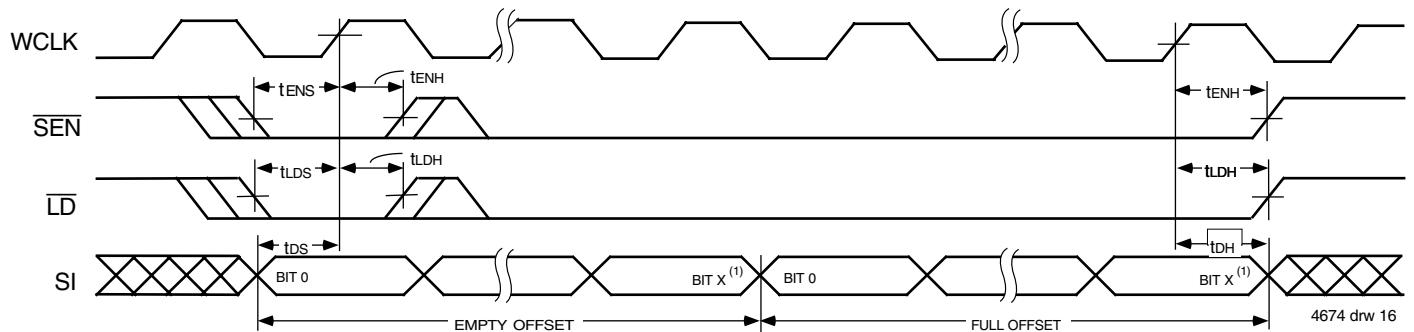 WCLK
tENS
tENH
tENH
SEN
tLDS
tLDH
tLDH
LD
tDS
tDH
SI
BIT 0
BIT X (1)
BIT 0
BIT X (1)
EMPTY OFFSET
FULL OFFSET
4674 drw 16